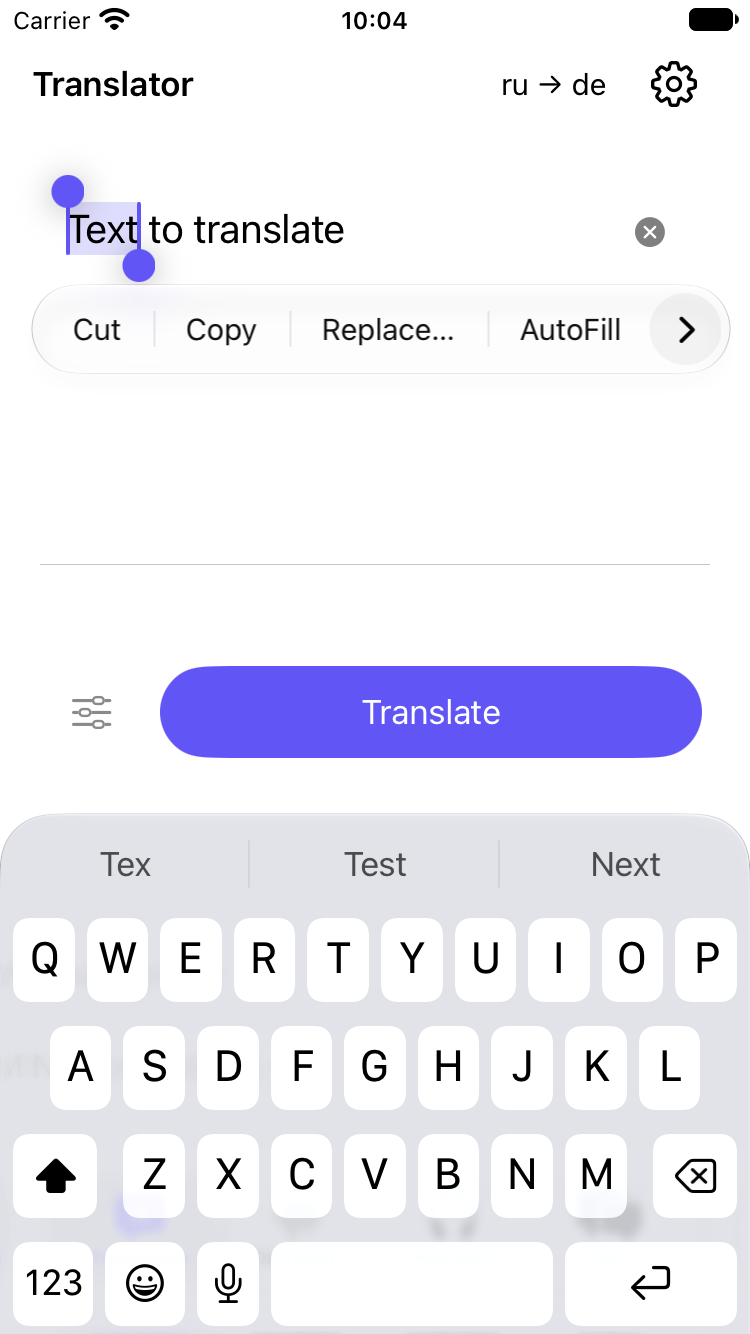 Carrier 10:04
Translator ru → de
Text to translate
Cut Copy Replace... AutoFill
Translate
Tex Test Next
Q W E R T Y U I O P
A S D F G H J K L
Z X C V B N M
123